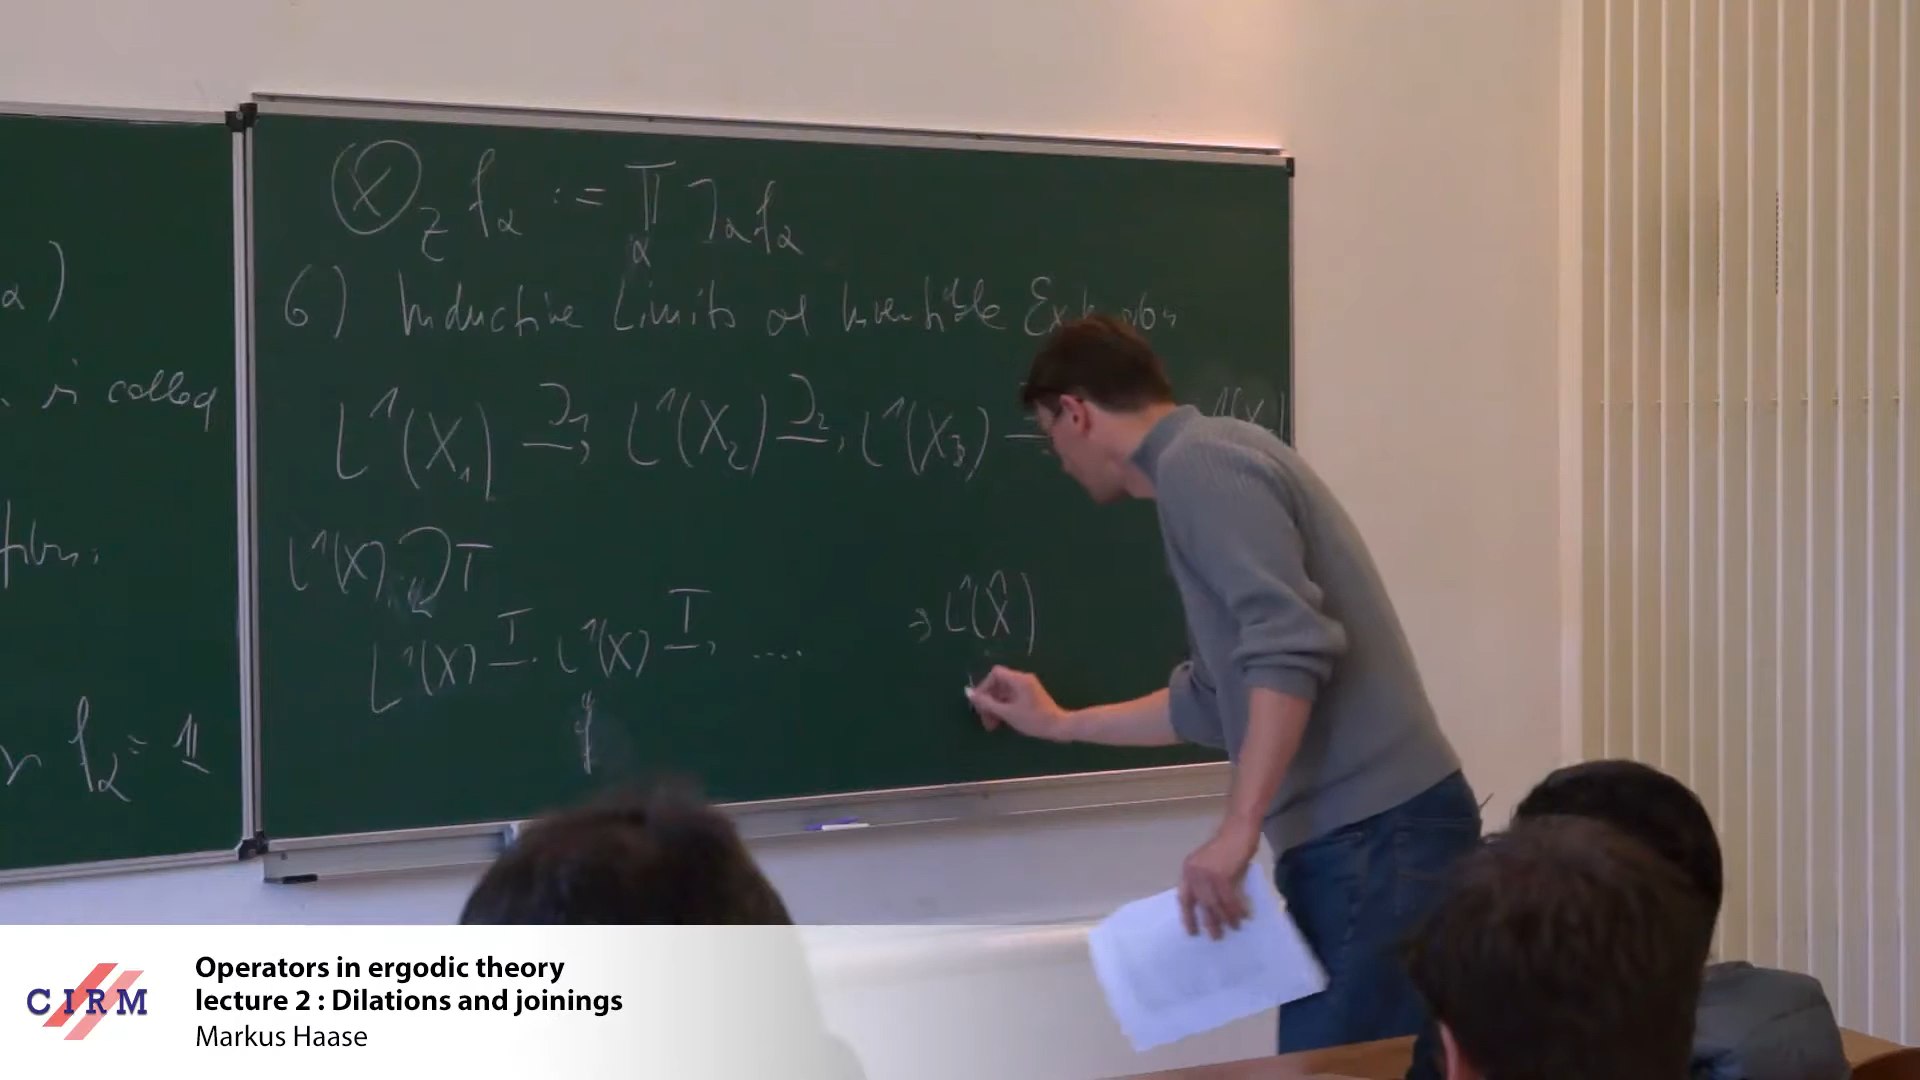 α)
is called
f_α = 𝟙
⊗_Z f_α := ∏_α J_α f_α
6) Inductive Limits of Invertible
L¹(X₁) J₁→ L¹(X₂) J₂→ L¹(X₃) →
L¹(X) T
L¹(X) T→ L¹(X) T→ ....
→ L¹(X̂)
f
CIRM
Operators in ergodic theory
lecture 2 : Dilations and joinings
Markus Haase